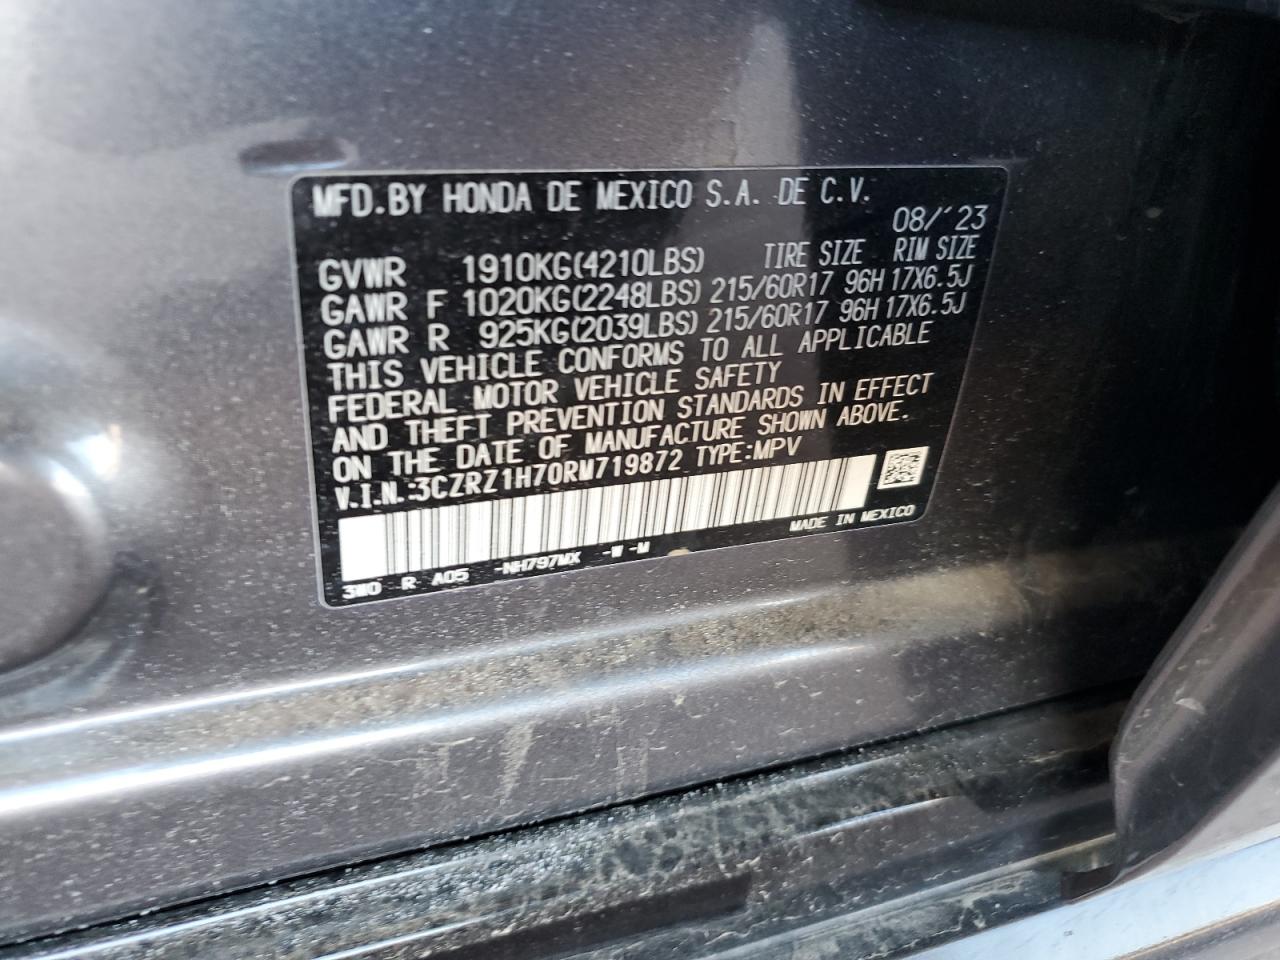 MFD.BY HONDA DE MEXICO S.A. DE C.V.
08/'23
GVWR 1910KG(4210LBS) TIRE SIZE RIM SIZE
GAWR F 1020KG(2248LBS) 215/60R17 96H 17X6.5J
GAWR R 925KG(2039LBS) 215/60R17 96H 17X6.5J
THIS VEHICLE CONFORMS TO ALL APPLICABLE
FEDERAL MOTOR VEHICLE SAFETY
AND THEFT PREVENTION STANDARDS IN EFFECT
ON THE DATE OF MANUFACTURE SHOWN ABOVE.
V.I.N.:3CZRZ1H70RM719872 TYPE:MPV
MADE IN MEXICO
3W0 R A05 -NH797MX -W -M